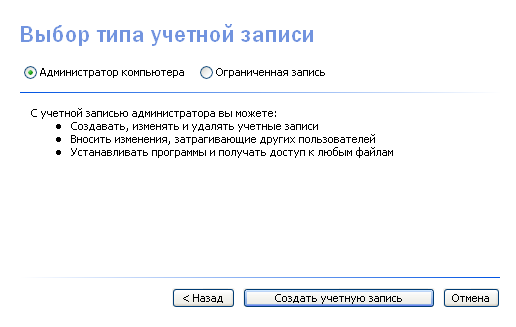 Выбор типа учетной записи
Администратор компьютера Ограниченная запись
С учетной записью администратора вы можете:
● Создавать, изменять и удалять учетные записи
● Вносить изменения, затрагивающие других пользователей
● Устанавливать программы и получать доступ к любым файлам
< Назад Создать учетную запись Отмена